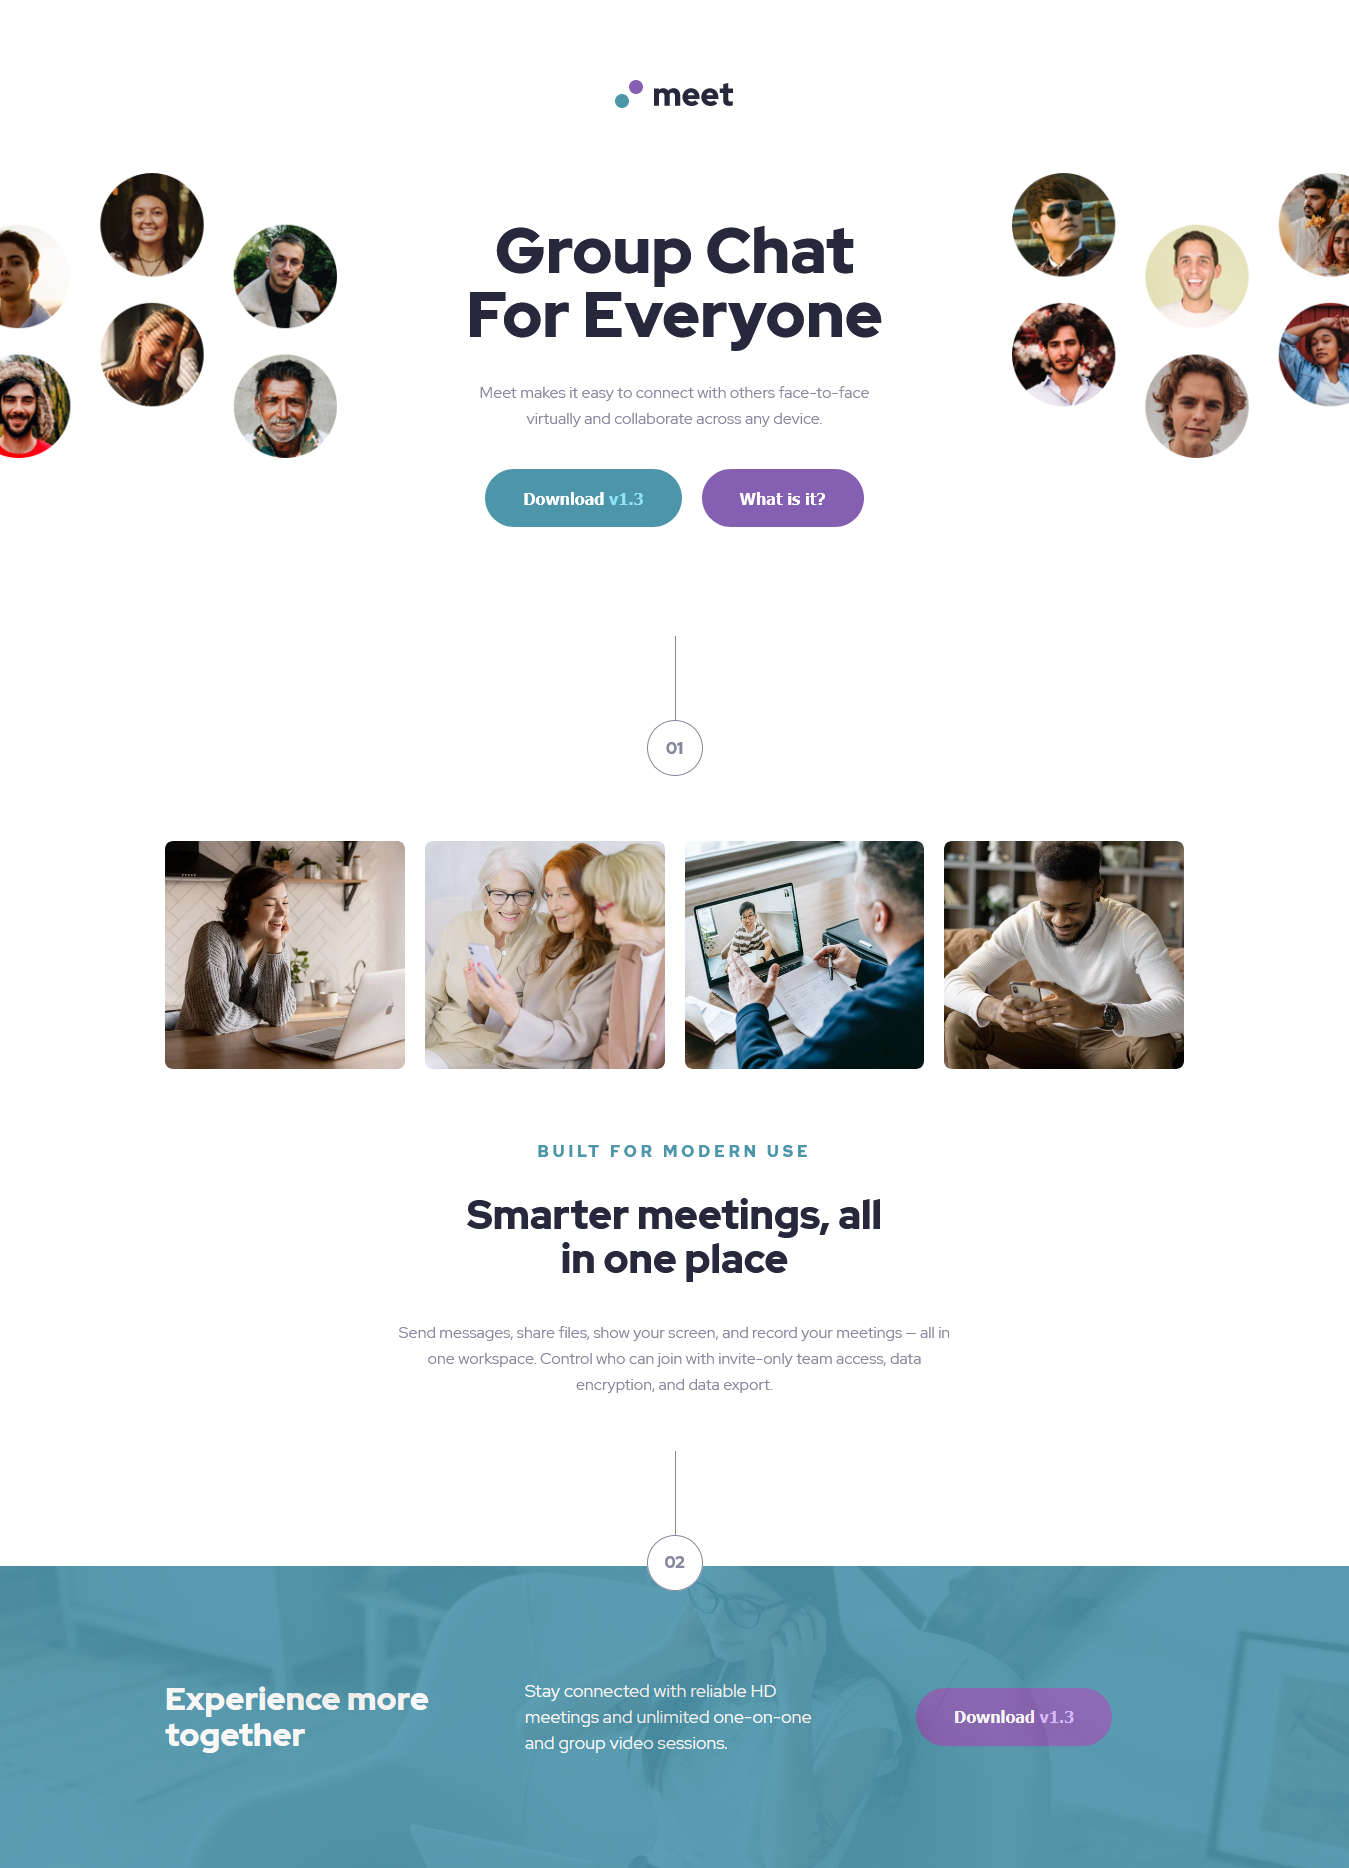 meet
Group Chat
For Everyone
Meet makes it easy to connect with others face-to-face
virtually and collaborate across any device.
Download v1.3
What is it?
01
BUILT FOR MODERN USE
Smarter meetings, all
in one place
Send messages, share files, show your screen, and record your meetings — all in
one workspace. Control who can join with invite-only team access, data
encryption, and data export.
02
Experience more
together
Stay connected with reliable HD
meetings and unlimited one-on-one
and group video sessions.
Download v1.3